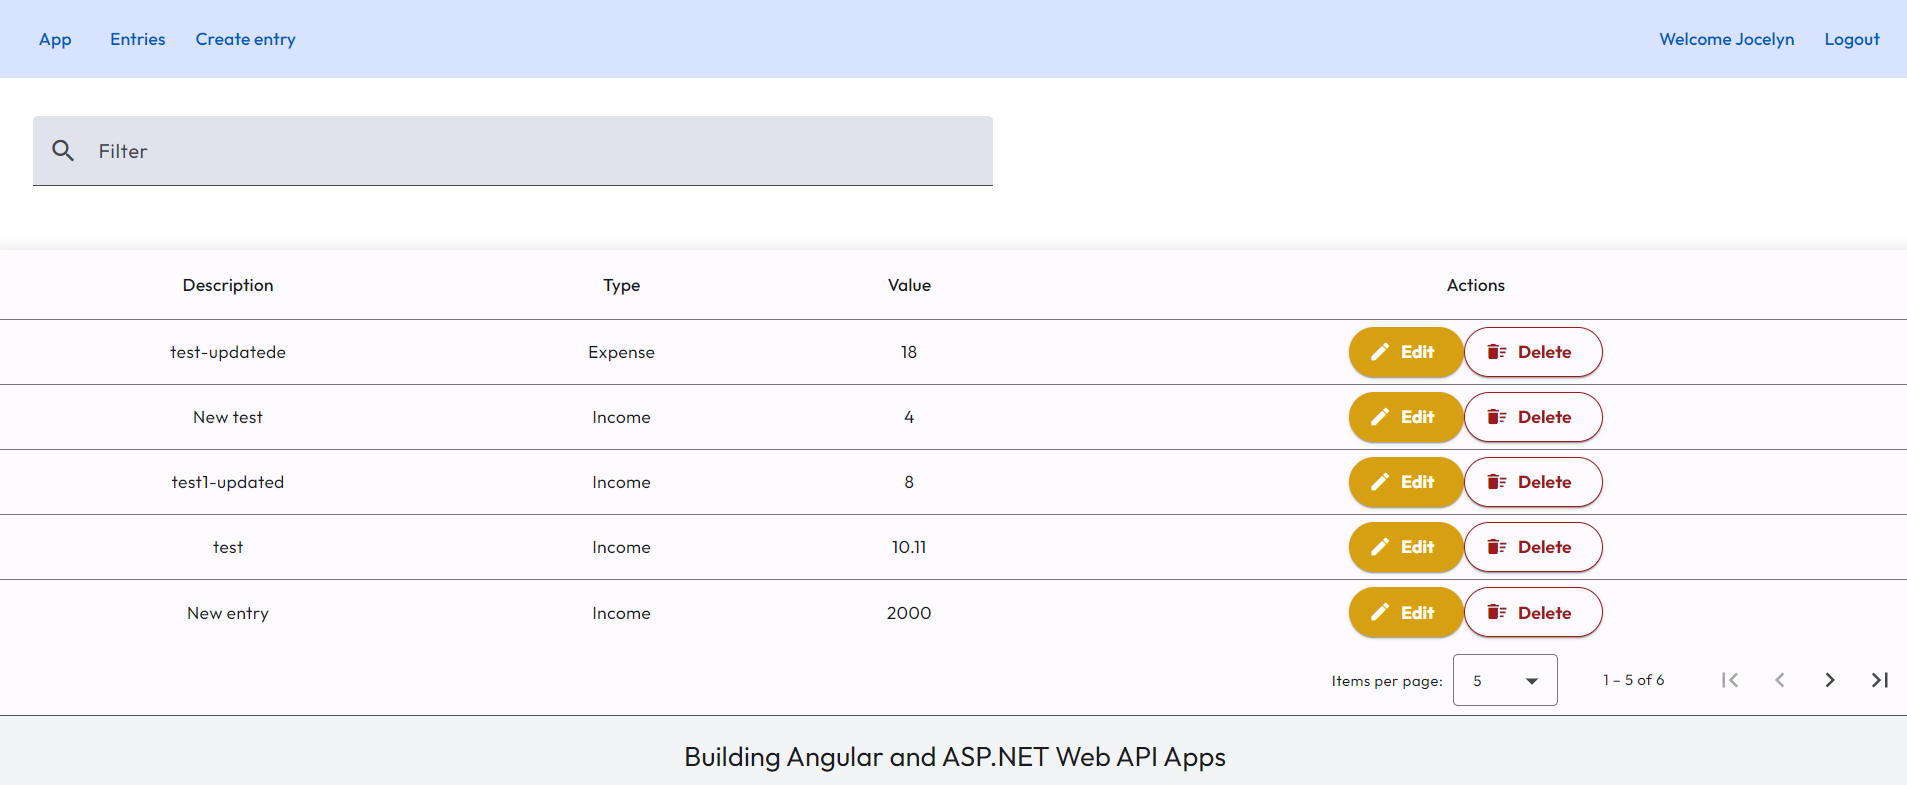 App Entries Create entry Welcome Jocelyn Logout
Filter
Description Type Value Actions
test-updatede Expense 18 Edit Delete
New test Income 4 Edit Delete
test1-updated Income 8 Edit Delete
test Income 10.11 Edit Delete
New entry Income 2000 Edit Delete
Items per page: 5 1 – 5 of 6
Building Angular and ASP.NET Web API Apps